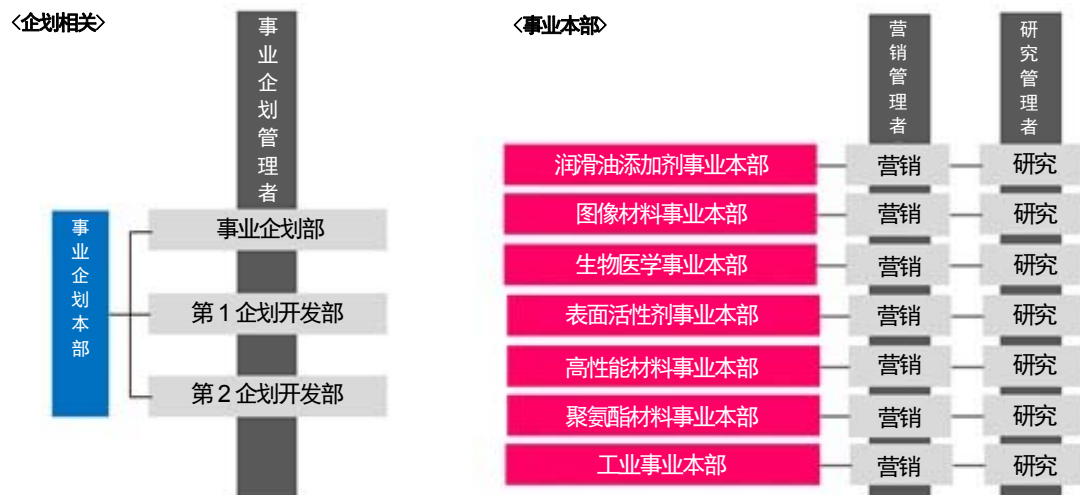 〈企划相关〉
事业企划管理者
事业企划本部
事业企划部
第1企划开发部
第2企划开发部
〈事业本部〉
营销管理者
研究管理者
润滑油添加剂事业本部
营销
研究
图像材料事业本部
营销
研究
生物医学事业本部
营销
研究
表面活性剂事业本部
营销
研究
高性能材料事业本部
营销
研究
聚氨酯材料事业本部
营销
研究
工业事业本部
营销
研究